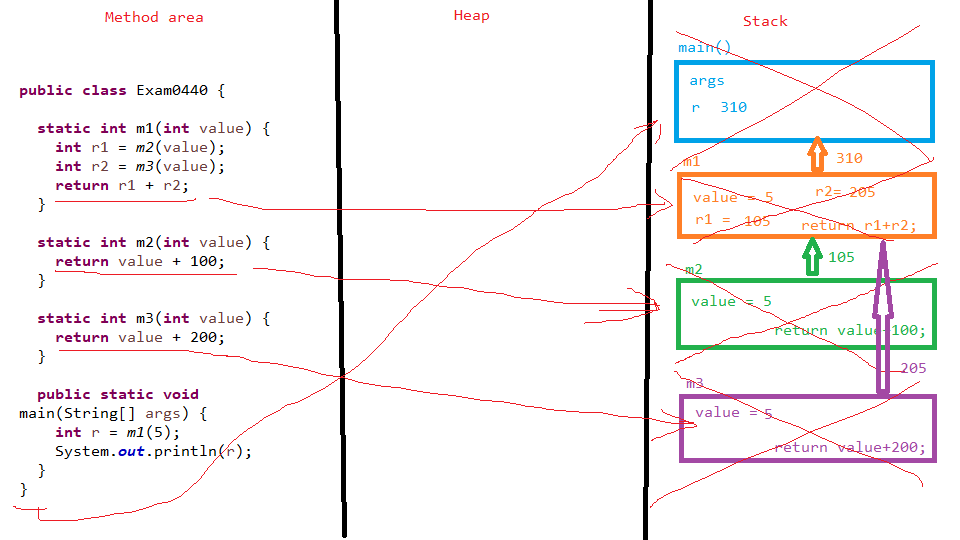 Method area
Heap
Stack
public class Exam0440 {
static int m1(int value) {
int r1 = m2(value);
int r2 = m3(value);
return r1 + r2;
}
static int m2(int value) {
return value + 100;
}
static int m3(int value) {
return value + 200;
}
public static void
main(String[] args) {
int r = m1(5);
System.out.println(r);
}
}
main()
args
r 310
310
m1
value = 5 r2= 205
r1 = 105 return r1+r2;
105
m2
value = 5
return value+100;
205
m3
value = 5
return value+200;